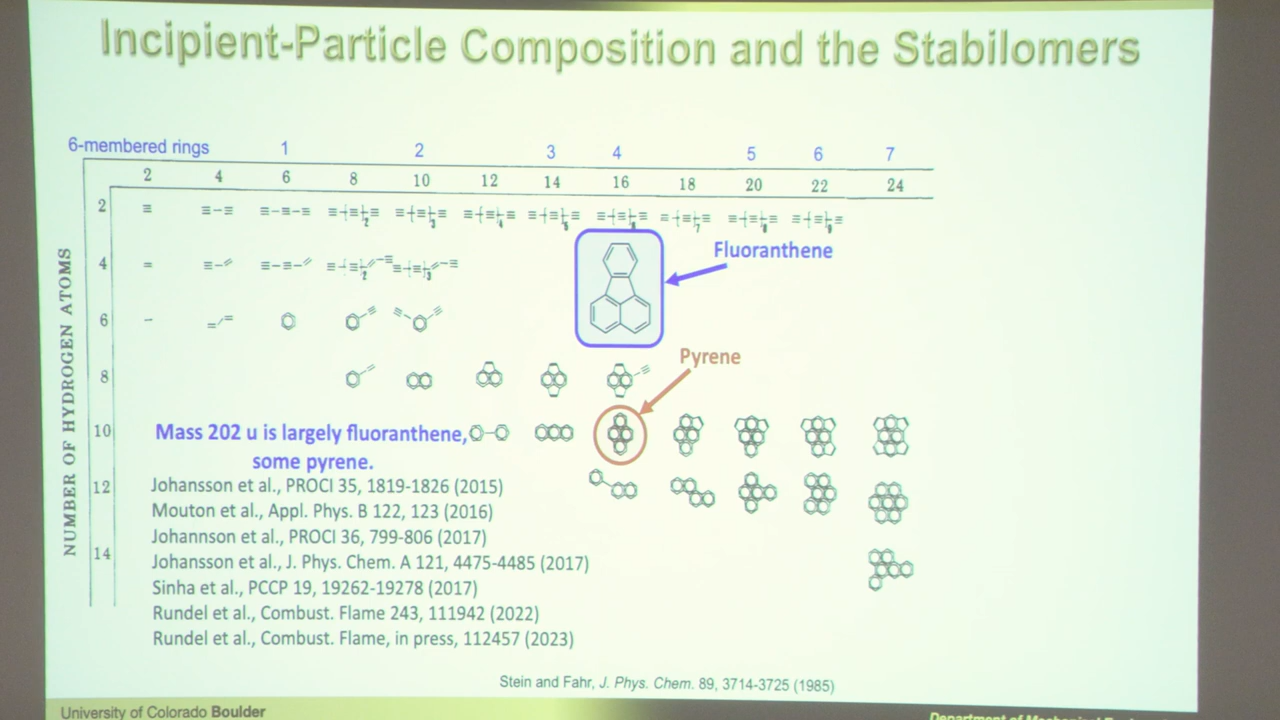 Incipient-Particle Composition and the Stabilomers
6-membered rings 1 2 3 4 5 6 7
2 4 6 8 10 12 14 16 18 20 22 24
NUMBER OF HYDROGEN ATOMS
2
4
6
8
10
12
14
Fluoranthene
Pyrene
Mass 202 u is largely fluoranthene,
some pyrene.
Johansson et al., PROCI 35, 1819-1826 (2015)
Mouton et al., Appl. Phys. B 122, 123 (2016)
Johannson et al., PROCI 36, 799-806 (2017)
Johansson et al., J. Phys. Chem. A 121, 4475-4485 (2017)
Sinha et al., PCCP 19, 19262-19278 (2017)
Rundel et al., Combust. Flame 243, 111942 (2022)
Rundel et al., Combust. Flame, in press, 112457 (2023)
Stein and Fahr, J. Phys. Chem. 89, 3714-3725 (1985)
University of Colorado Boulder
Department of